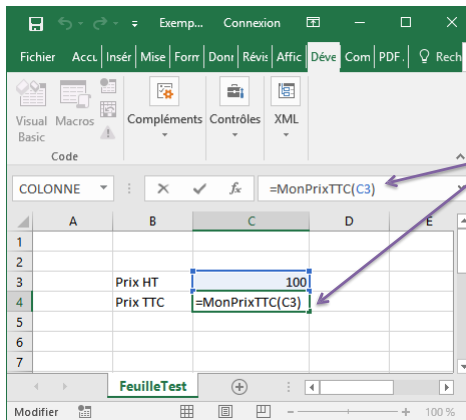 Exemp... Connexion
Fichier Accu Insér Mise Forr Donr Révis Affic Déve Com PDF. Rech
Visual Basic Macros Compléments Contrôles XML
Code
COLONNE fx =MonPrixTTC(C3)
A B C D E
1
2
3 Prix HT 100
4 Prix TTC =MonPrixTTC(C3)
5
6
7
FeuilleTest
Modifier 100 %